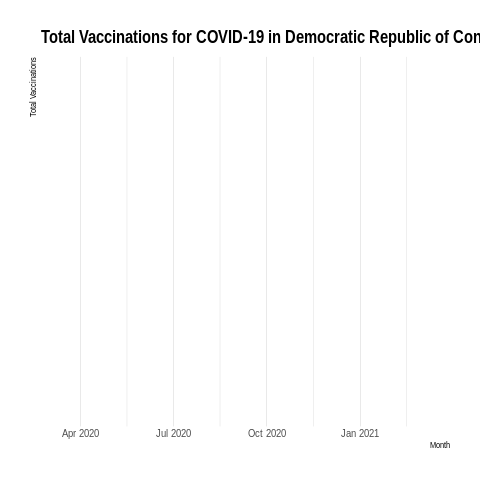 Total Vaccinations for COVID-19 in Democratic Republic of Con
Total Vaccinations
Apr 2020 Jul 2020 Oct 2020 Jan 2021
Month